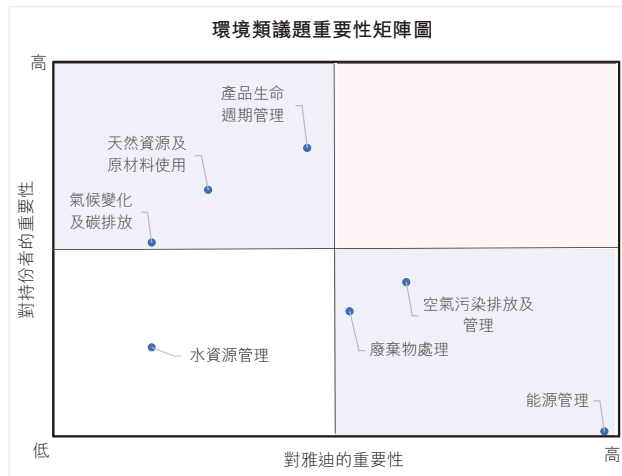 環境類議題重要性矩陣圖
高
產品生命
週期管理
天然資源及
原材料使用
氣候變化
及碳排放
對持份者的重要性
空氣污染排放及
管理
廢棄物處理
水資源管理
能源管理
低
對雅迪的重要性
高